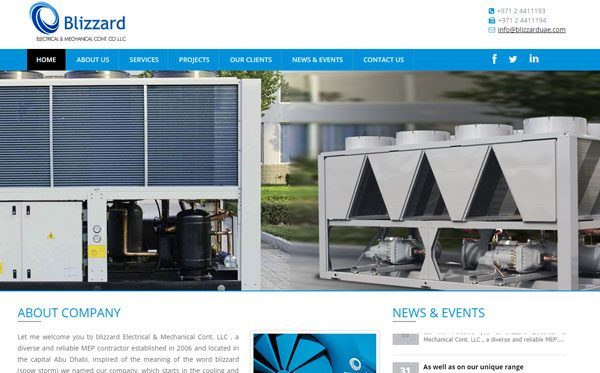 Blizzard
ELECTRICAL & MECHANICAL CONT. CO LLC.
+971 2 4411193
+971 2 4411194
info@blizzarduae.com
HOME ABOUT US SERVICES PROJECTS OUR CLIENTS NEWS & EVENTS CONTACT US
ABOUT COMPANY
Let me welcome you to blizzard Electrical & Mechanical Cont. LLC , a
diverse and reliable MEP contractor established in 2006 and located in
the capital Abu Dhabi. Inspired of the meaning of the word blizzard
(snow storm) we named our company, which starts in the cooling and
NEWS & EVENTS
03
Mechanical Cont. LLC , a diverse and reliable MEP....
31
As well as on our unique range